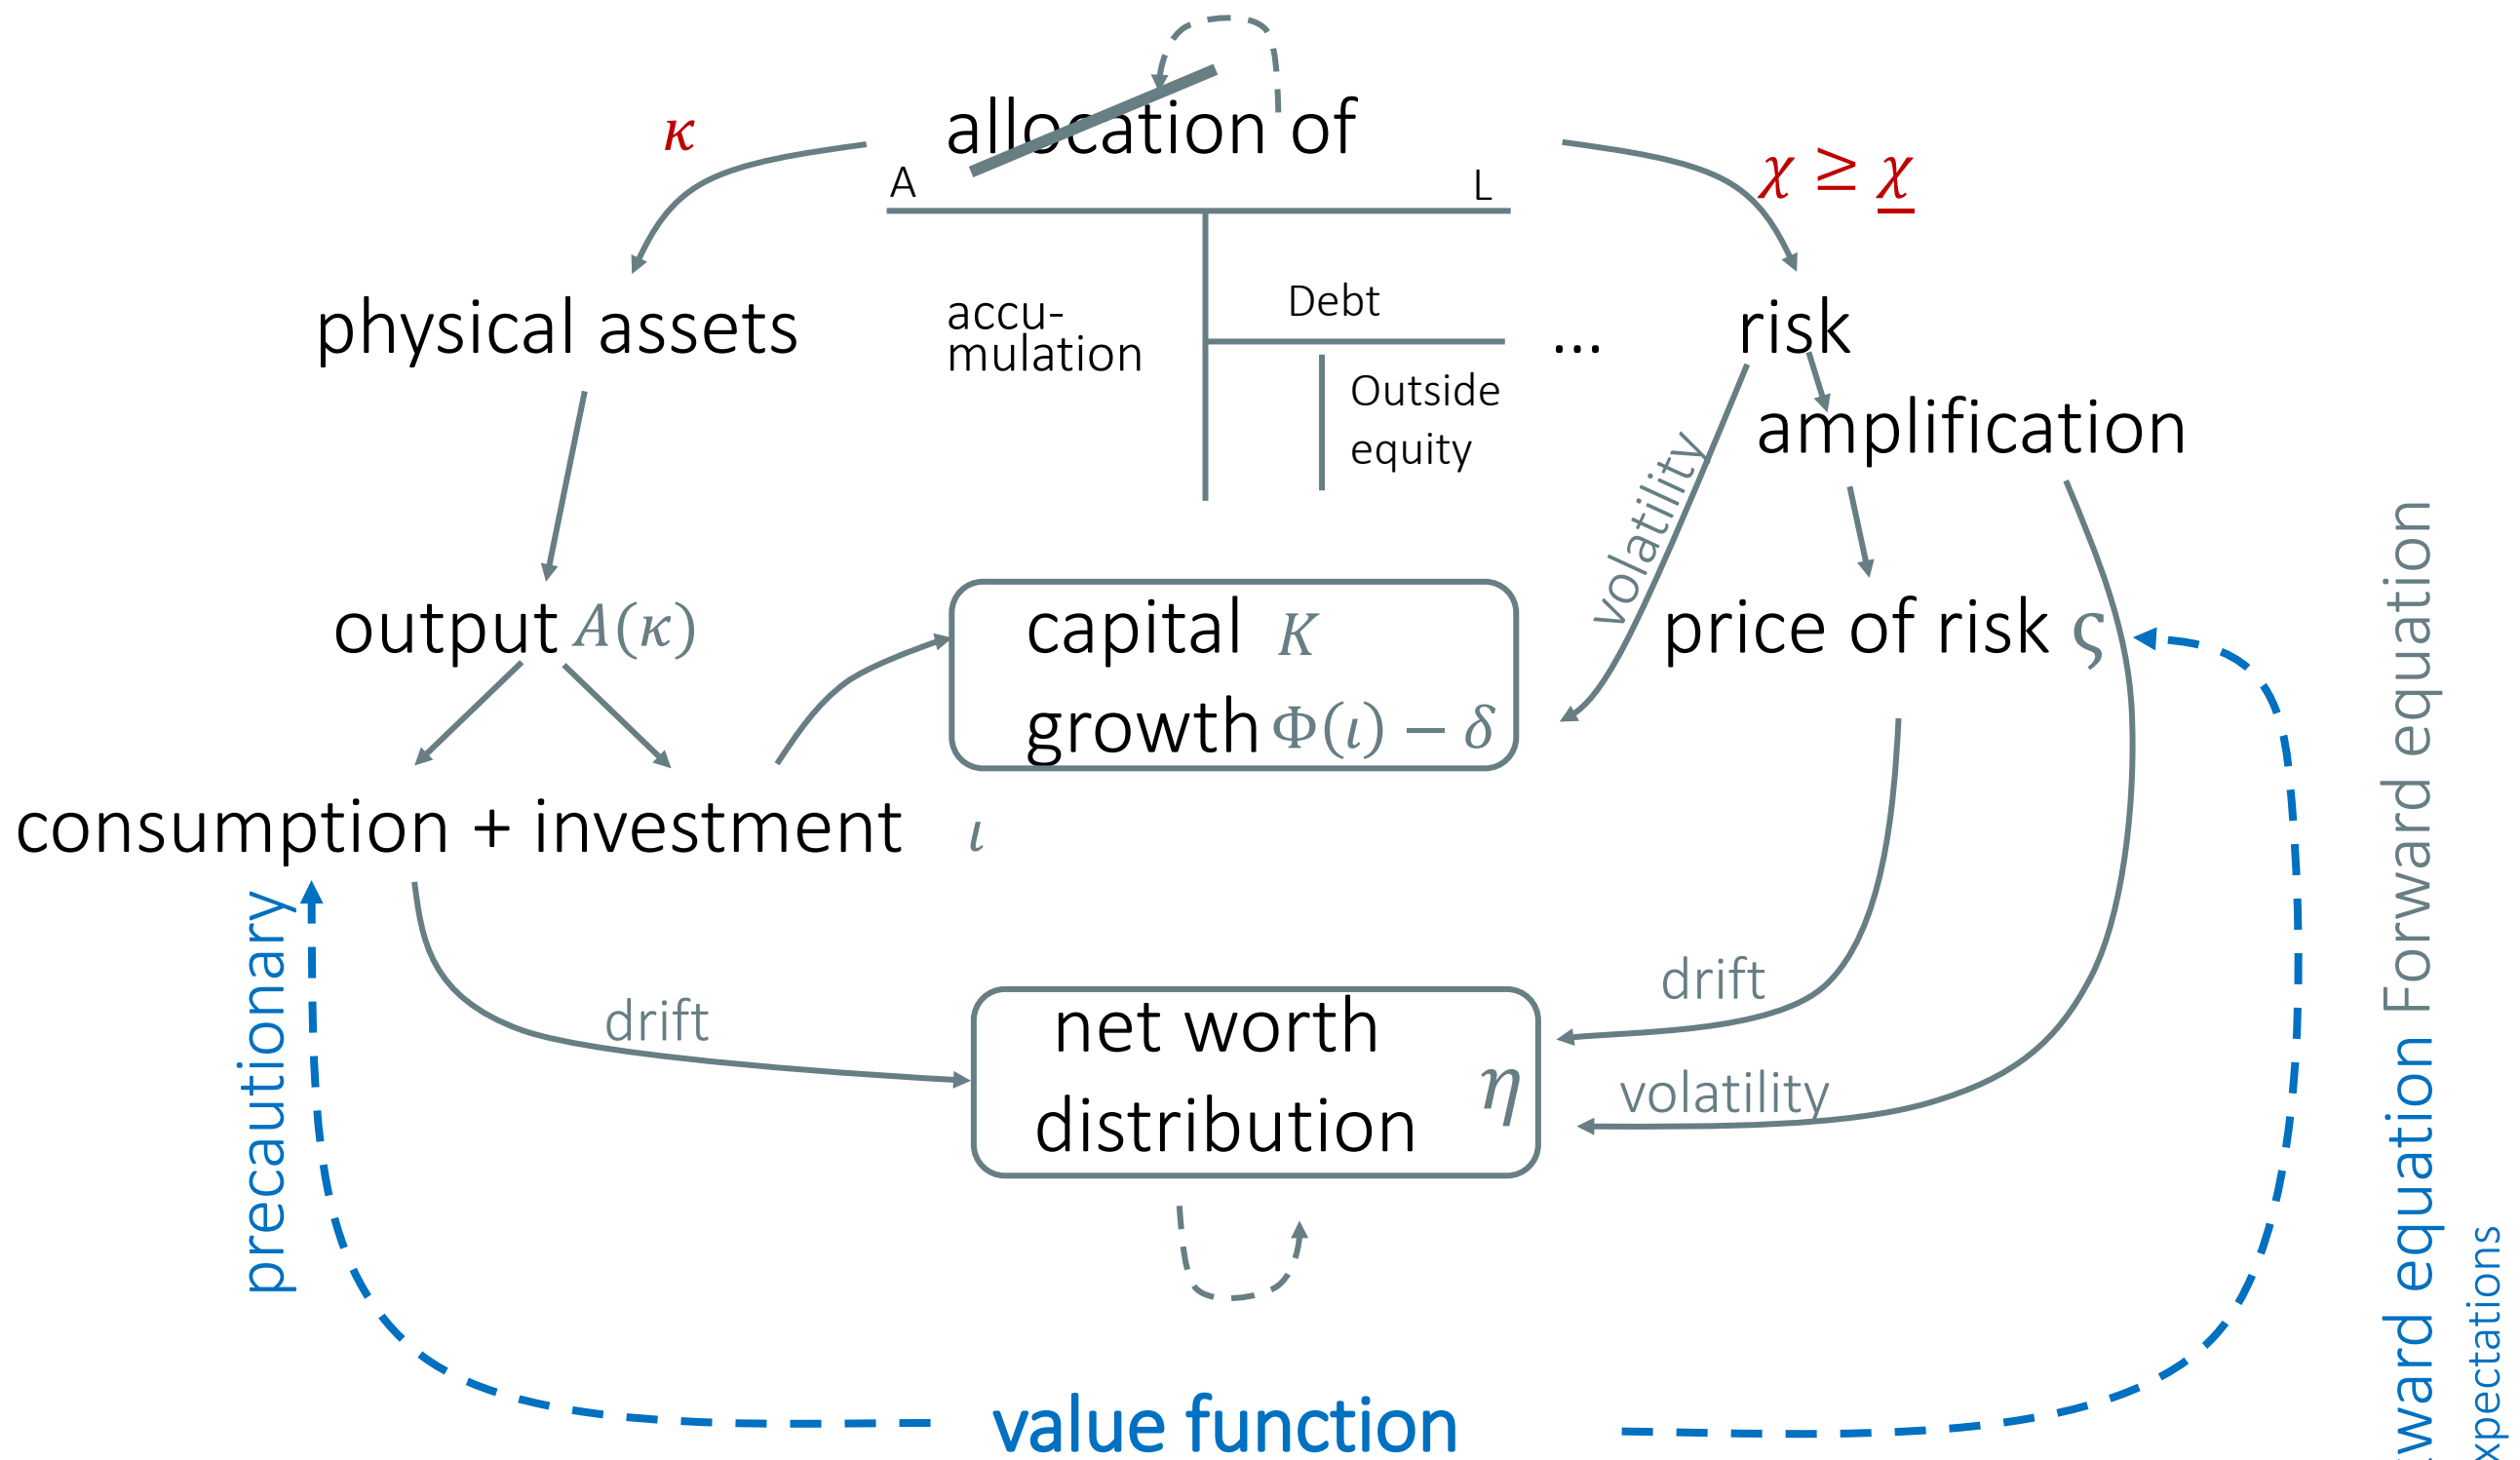 allocation of
κ
A
L
χ ≥ χ
physical assets
accu-
mulation
Debt
Outside
equity
...
risk
amplification
volatility
output A(κ)
capital K
growth Φ(ι) − δ
price of risk ς
consumption + investment ι
precautionary
drift
net worth
distribution
η
drift
volatility
value function
Forward equation
equation